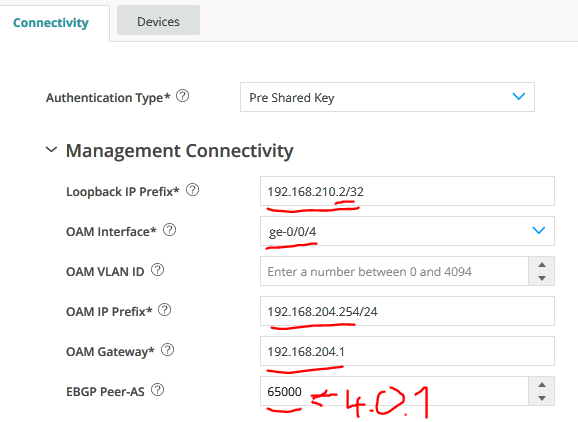 Connectivity Devices
Authentication Type* ? Pre Shared Key
Management Connectivity
Loopback IP Prefix* ? 192.168.210.2/32
OAM Interface* ? ge-0/0/4
OAM VLAN ID ? Enter a number between 0 and 4094
OAM IP Prefix* ? 192.168.204.254/24
OAM Gateway* ? 192.168.204.1
EBGP Peer-AS ? 65000 = 4.0.1